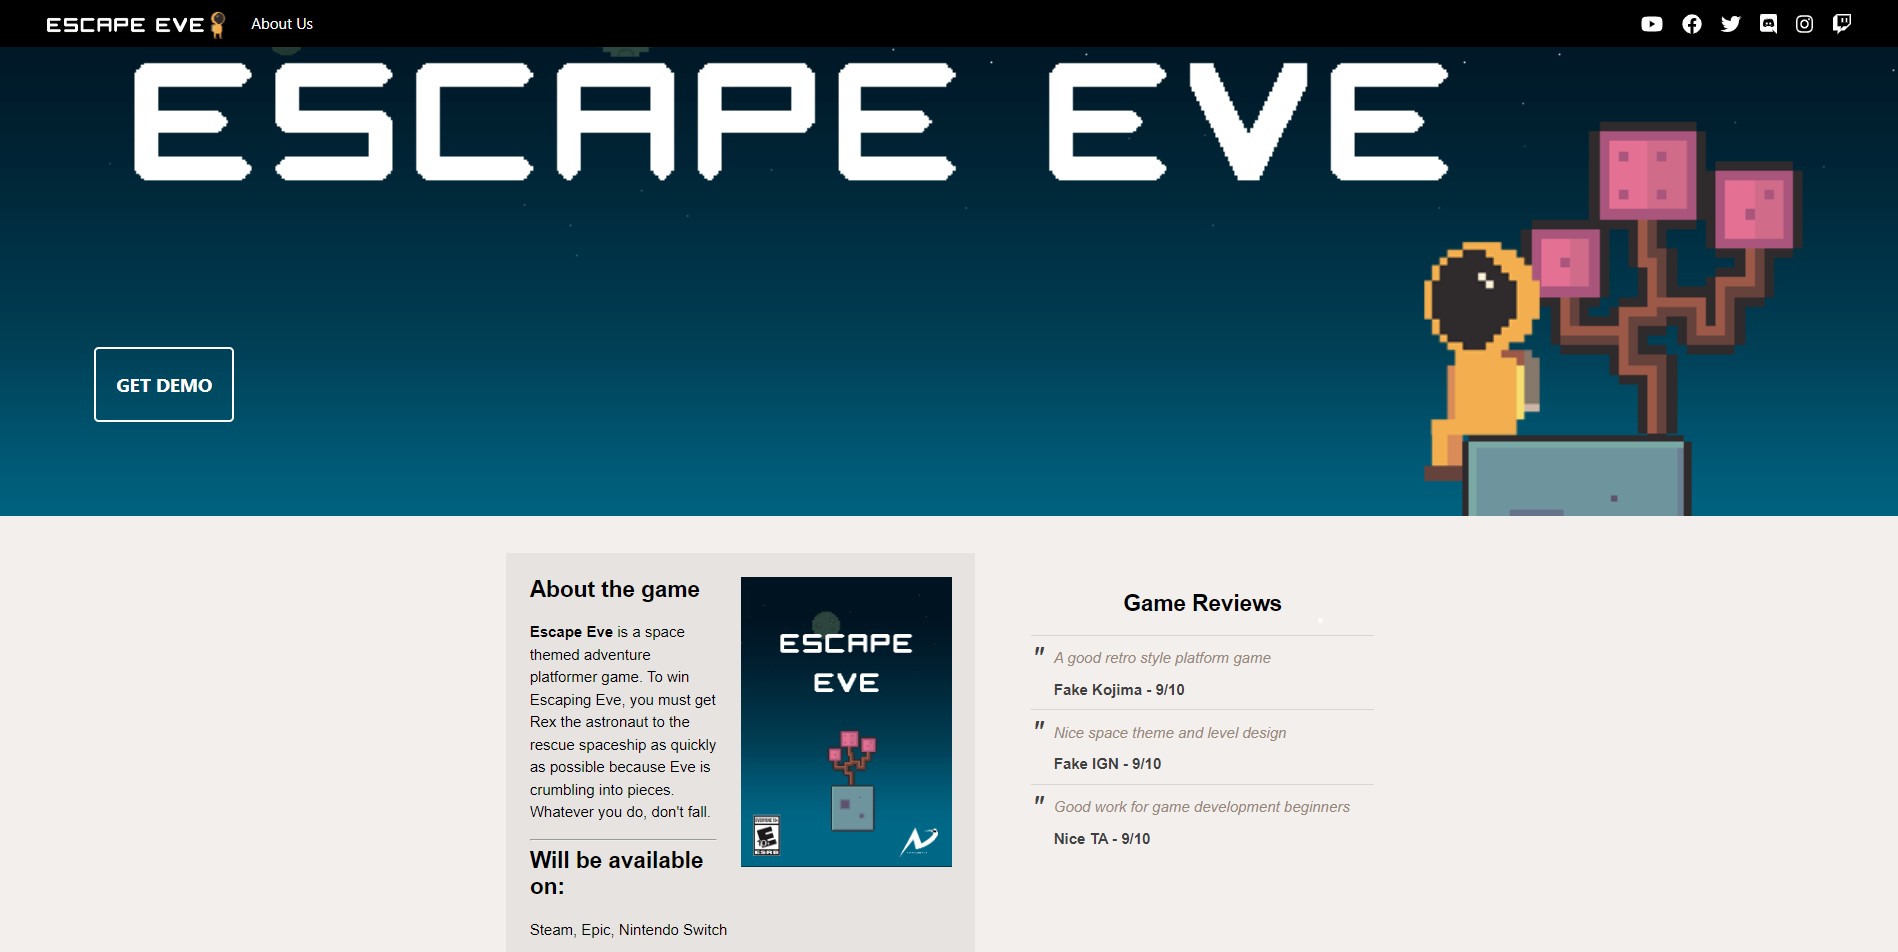 ESCAPE EVE
About Us
ESCAPE EVE
GET DEMO
About the game
Escape Eve is a space
themed adventure
platformer game. To win
Escaping Eve, you must get
Rex the astronaut to the
rescue spaceship as quickly
as possible because Eve is
crumbling into pieces.
Whatever you do, don't fall.
Will be available
on:
Steam, Epic, Nintendo Switch
ESCAPE
EVE
EVERYONE 10+
E
10+
ESRB
Game Reviews
" A good retro style platform game
Fake Kojima - 9/10
" Nice space theme and level design
Fake IGN - 9/10
" Good work for game development beginners
Nice TA - 9/10